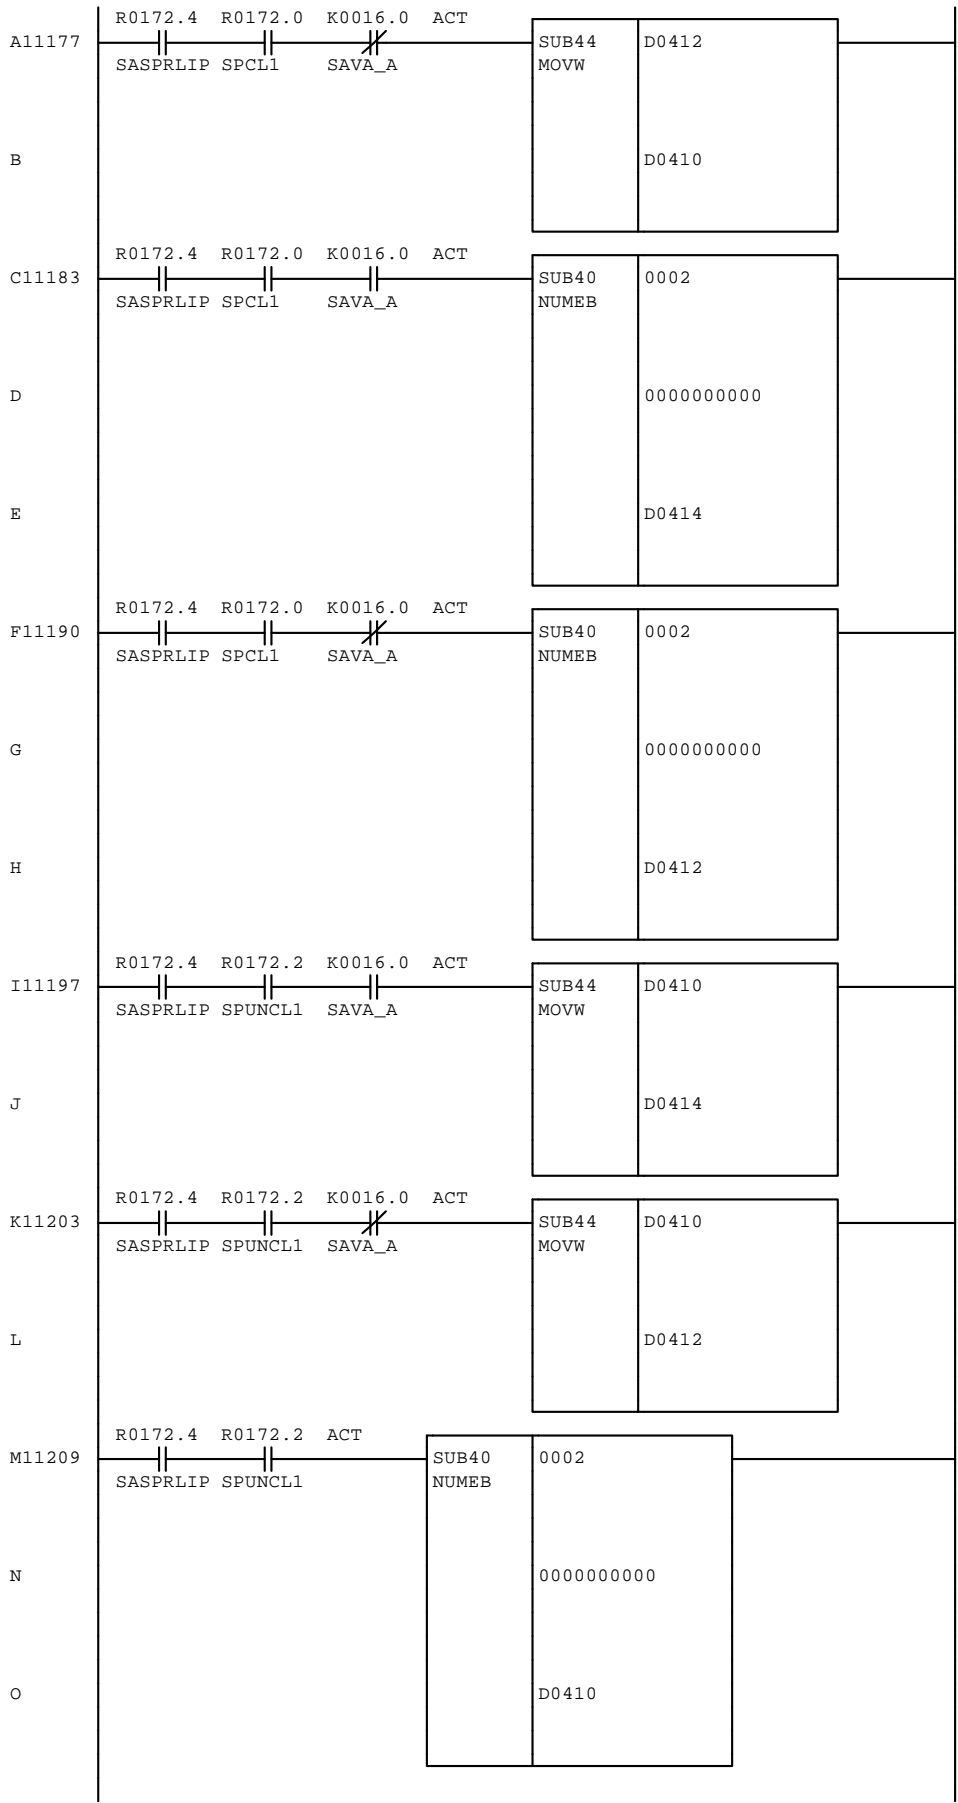 R0172.4 R0172.0 K0016.0 ACT
A11177 SUB44 D0412
SASPRLIP SPCL1 SAVA_A MOVW
B D0410
R0172.4 R0172.0 K0016.0 ACT
C11183 SUB40 0002
SASPRLIP SPCL1 SAVA_A NUMEB
D 0000000000
E D0414
R0172.4 R0172.0 K0016.0 ACT
F11190 SUB40 0002
SASPRLIP SPCL1 SAVA_A NUMEB
G 0000000000
H D0412
R0172.4 R0172.2 K0016.0 ACT
I11197 SUB44 D0410
SASPRLIP SPUNCL1 SAVA_A MOVW
J D0414
R0172.4 R0172.2 K0016.0 ACT
K11203 SUB44 D0410
SASPRLIP SPUNCL1 SAVA_A MOVW
L D0412
R0172.4 R0172.2 ACT
M11209 SUB40 0002
SASPRLIP SPUNCL1 NUMEB
N 0000000000
O D0410